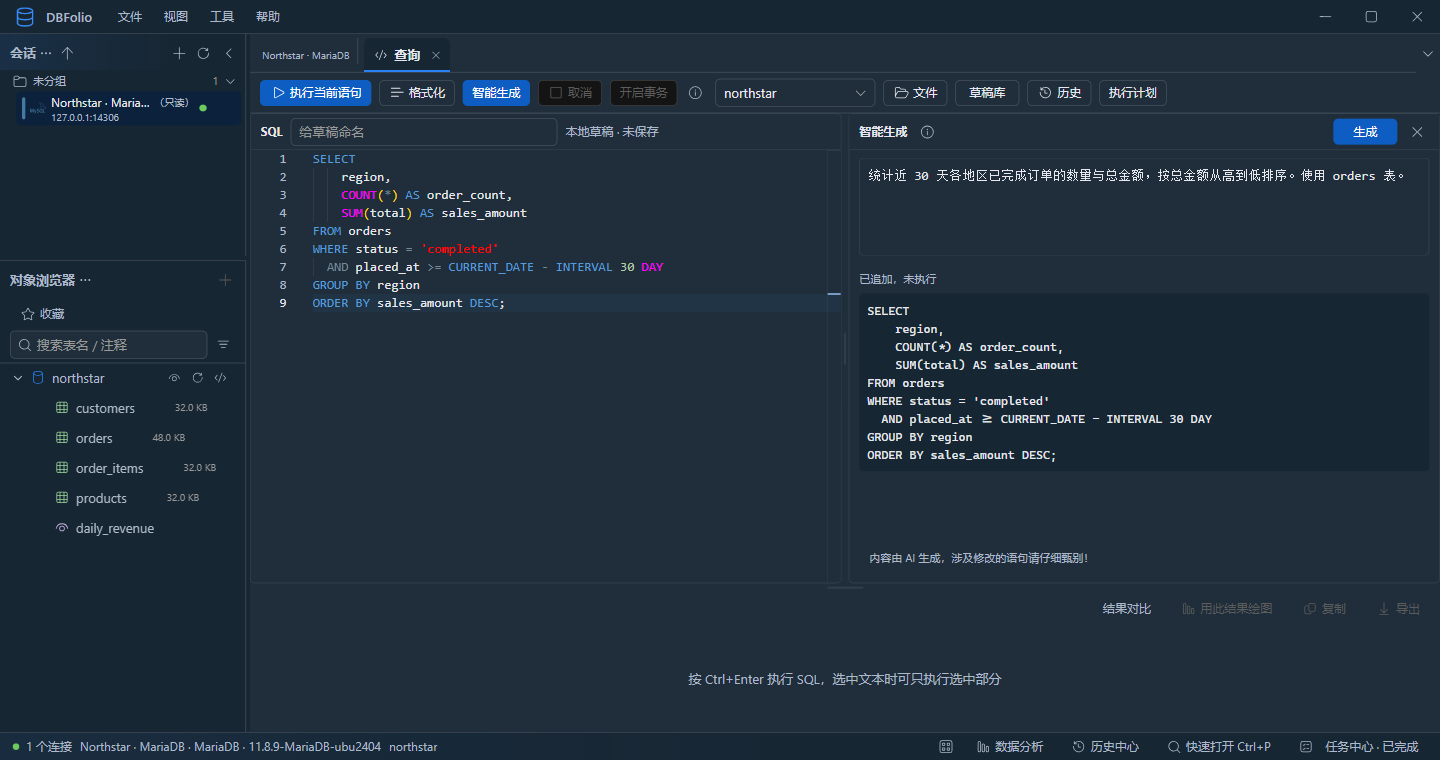 DBFolio 文件 视图 工具 帮助
会话 ···
Northstar · MariaDB
查询
未分组 1
Northstar · Maria... (只读)
127.0.0.1:14306
执行当前语句 格式化 智能生成 取消 开启事务 northstar 文件 草稿库 历史 执行计划
SQL 给草稿命名 本地草稿 · 未保存
1 SELECT
2 region,
3 COUNT(*) AS order_count,
4 SUM(total) AS sales_amount
5 FROM orders
6 WHERE status = 'completed'
7 AND placed_at >= CURRENT_DATE - INTERVAL 30 DAY
8 GROUP BY region
9 ORDER BY sales_amount DESC;
智能生成 生成
统计近 30 天各地区已完成订单的数量与总金额，按总金额从高到低排序。使用 orders 表。
已追加，未执行
SELECT
region,
COUNT(*) AS order_count,
SUM(total) AS sales_amount
FROM orders
WHERE status = 'completed'
AND placed_at ≥ CURRENT_DATE - INTERVAL 30 DAY
GROUP BY region
ORDER BY sales_amount DESC;
内容由 AI 生成，涉及修改的语句请仔细甄别！
对象浏览器 ···
收藏
搜索表名 / 注释
northstar
customers 32.0 KB
orders 48.0 KB
order_items 32.0 KB
products 32.0 KB
daily_revenue
结果对比 用此结果绘图 复制 导出
按 Ctrl+Enter 执行 SQL，选中文本时可只执行选中部分
1 个连接 Northstar · MariaDB · MariaDB · 11.8.9-MariaDB-ubu2404 northstar
数据分析 历史中心 快速打开 Ctrl+P 任务中心 · 已完成